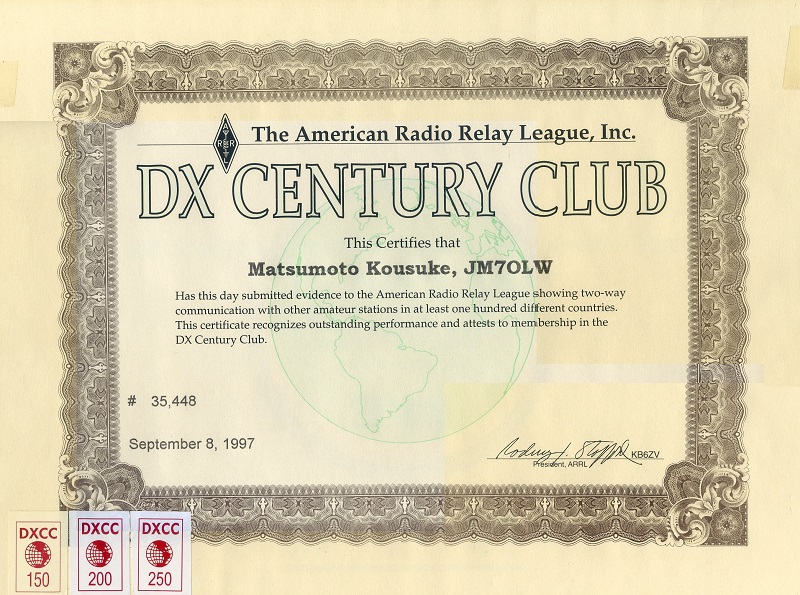 The American Radio Relay League, Inc.
A
R R
L
DX CENTURY CLUB
This Certifies that
Matsumoto Kousuke, JM7OLW
Has this day submitted evidence to the American Radio Relay League showing two-way
communication with other amateur stations in at least one hundred different countries.
This certificate recognizes outstanding performance and attests to membership in the
DX Century Club.
# 35,448
September 8, 1997
KB6ZV
President, ARRL
DXCC
150
DXCC
200
DXCC
250